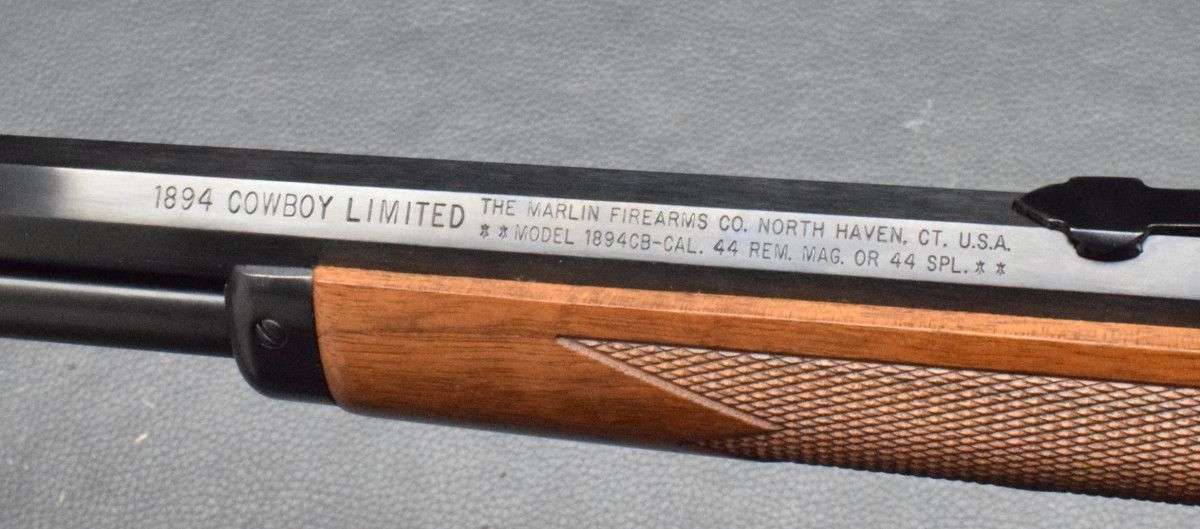 1894 COWBOY LIMITED
THE MARLIN FIREARMS CO. NORTH HAVEN, CT. U.S.A.
**MODEL 1894CB-CAL. 44 REM. MAG. OR 44 SPL.**